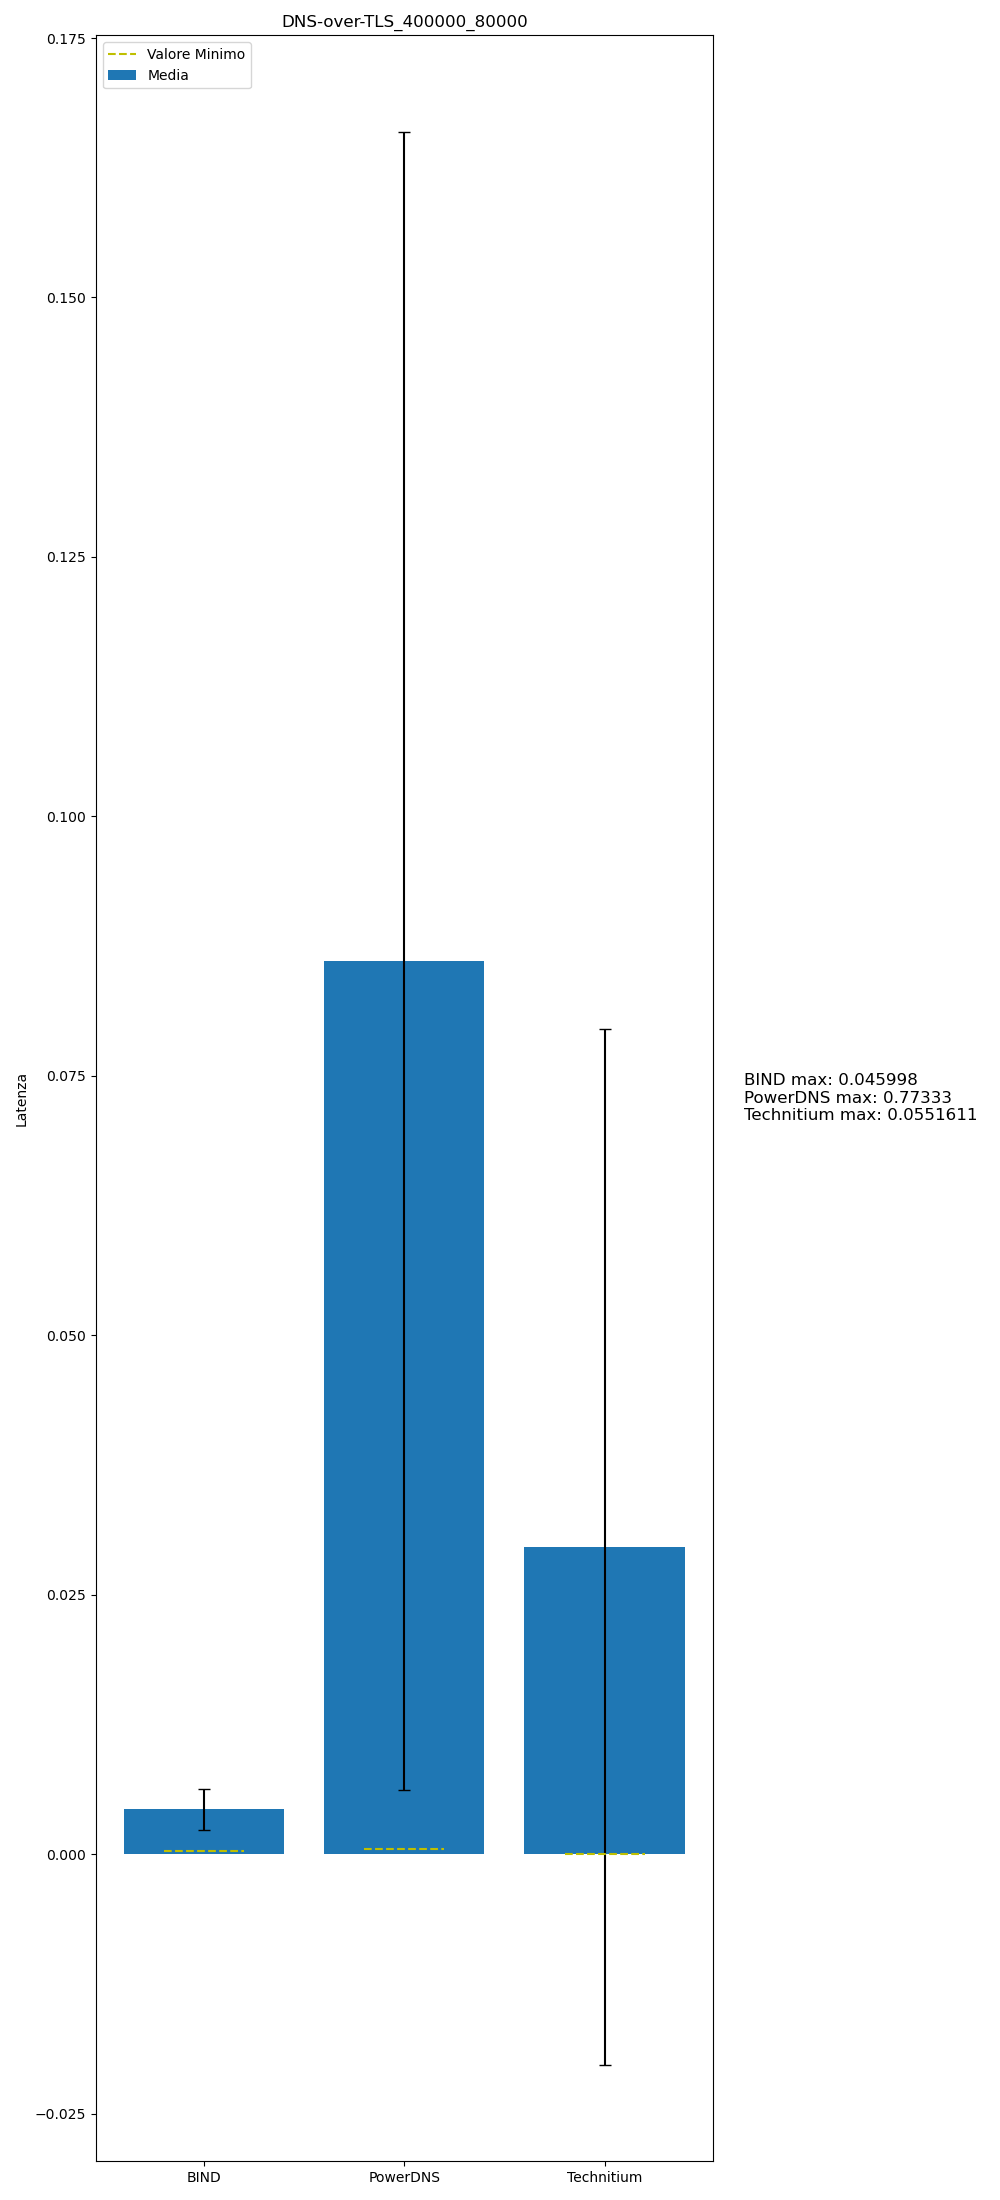 DNS-over-TLS_400000_80000
Valore Minimo
Media
0.175
0.150
0.125
0.100
0.075
0.050
0.025
0.000
−0.025
Latenza
BIND max: 0.045998
PowerDNS max: 0.77333
Technitium max: 0.0551611
BIND
PowerDNS
Technitium